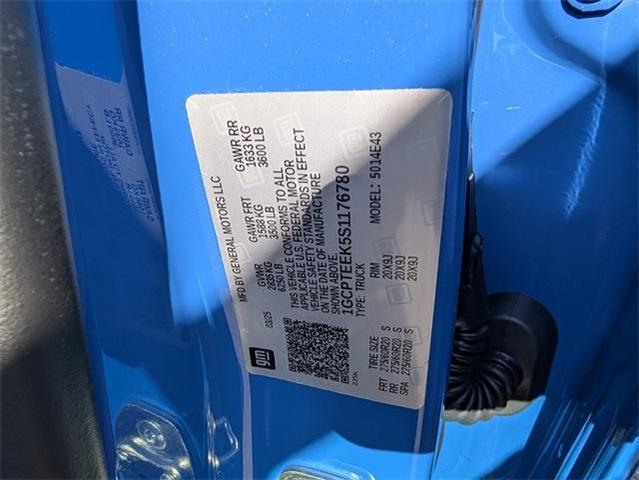 MFD BY GENERAL MOTORS LLC
03/25
GVWR GAWR FRT GAWR RR
2835 KG 1588 KG 1633 KG
6250 LB 3500 LB 3600 LB
THIS VEHICLE CONFORMS TO ALL
APPLICABLE U.S. FEDERAL MOTOR
VEHICLE SAFETY STANDARDS IN EFFECT
ON THE DATE OF MANUFACTURE
SHOWN ABOVE.
1GCPTEEK5S1176780
TYPE: TRUCK MODEL: 5014E43
TIRE SIZE RIM
FRT 275/60R20 S 20X9J
RR 275/60R20 S 20X9J
SPA 275/60R20 S 20X9J
gm